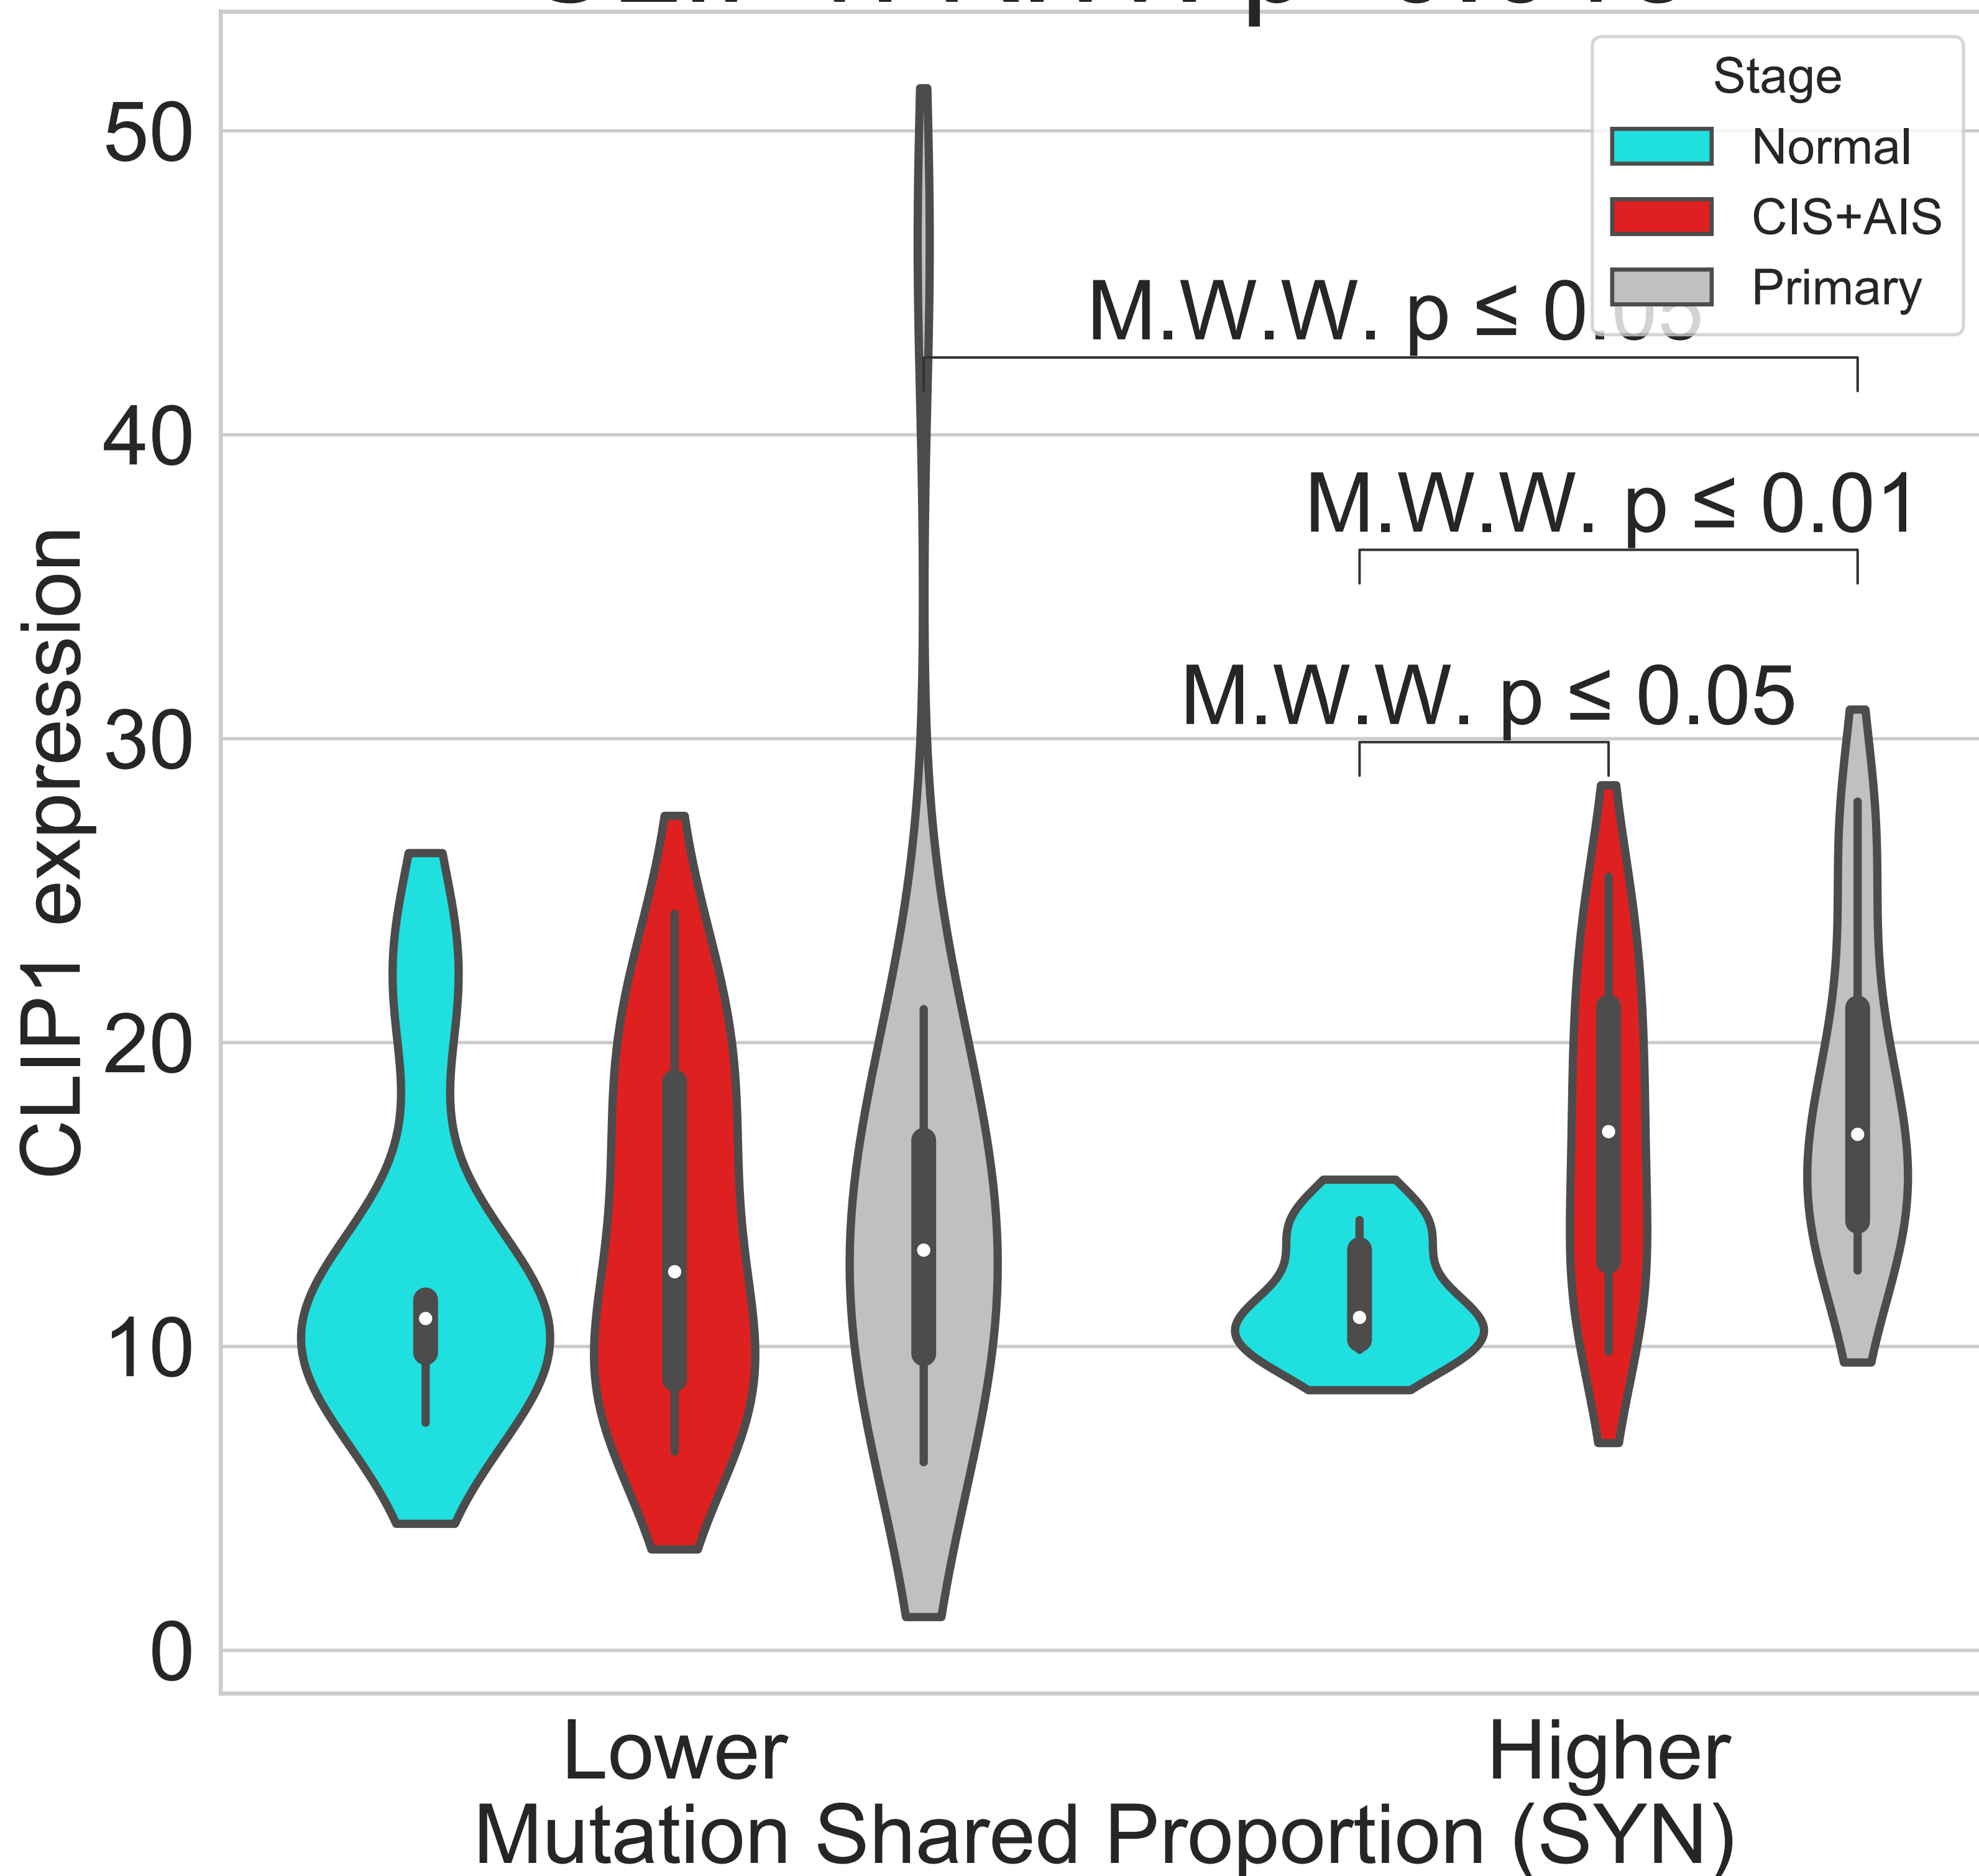 Stage
Normal
CIS+AIS
Primary
50
40
30
20
10
0
CLIP1 expression
M.W.W. p ≤ 0.05
M.W.W. p ≤ 0.01
M.W.W. p ≤ 0.05
Lower
Higher
Mutation Shared Proportion (SYN)